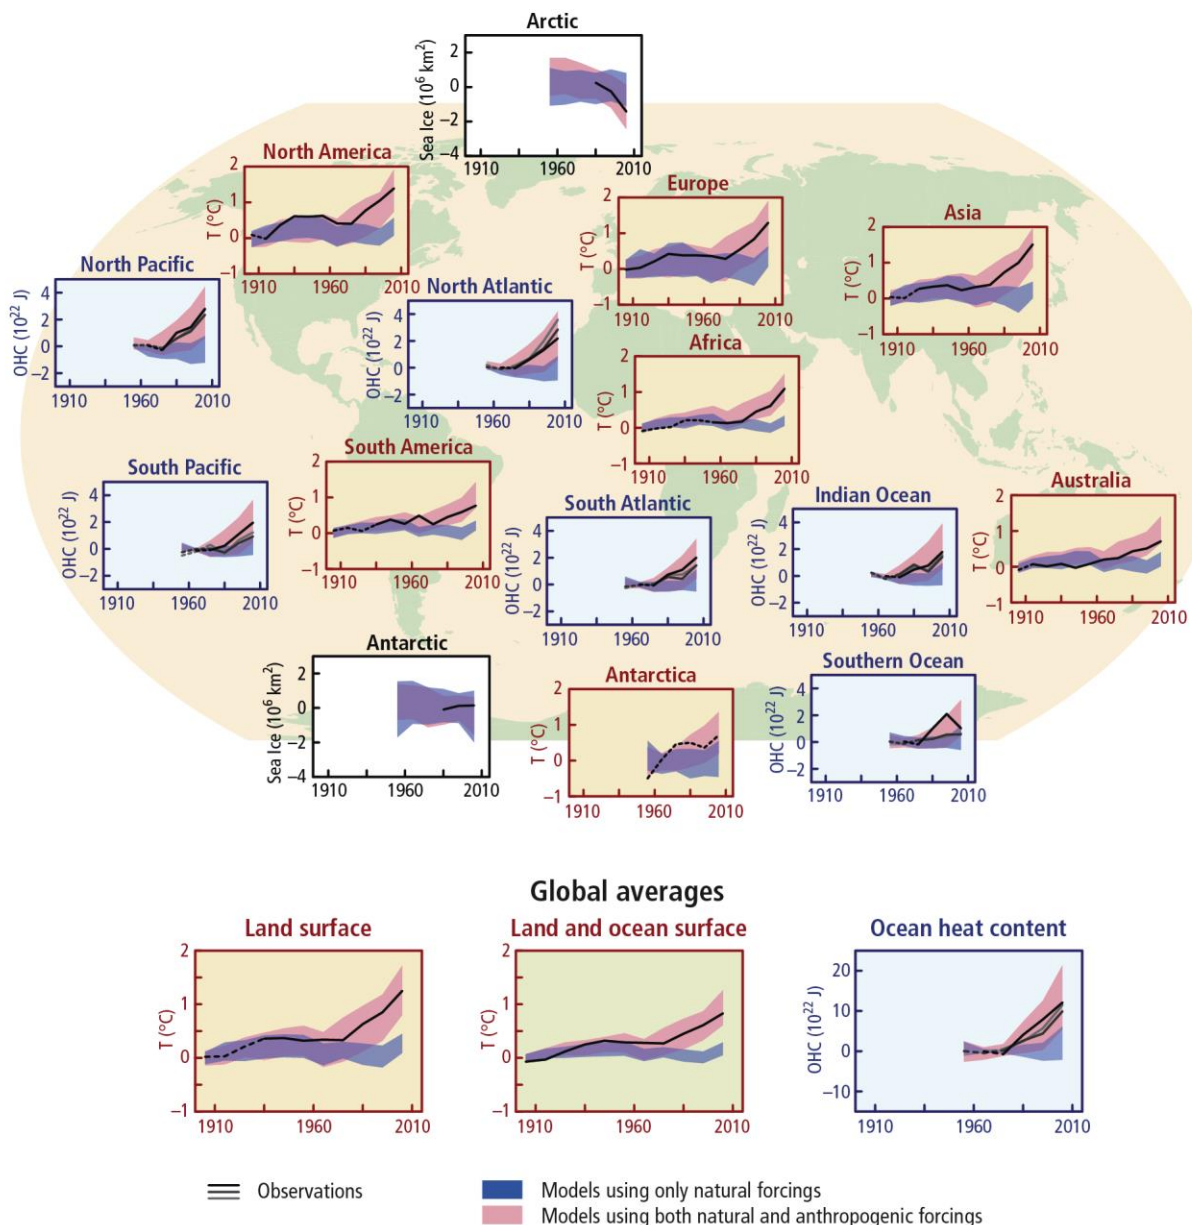 Arctic
Sea Ice (10⁶ km²)
2
0
−2
−4
1910 1960 2010
North America
T (°C)
2
1
0
−1
1910 1960 2010
Europe
T (°C)
2
1
0
−1
1910 1960 2010
Asia
T (°C)
2
1
0
−1
1910 1960 2010
North Pacific
OHC (10²² J)
4
2
0
−2
1910 1960 2010
North Atlantic
OHC (10²² J)
4
2
0
−2
1910 1960 2010
Africa
T (°C)
2
1
0
−1
1910 1960 2010
South Pacific
OHC (10²² J)
4
2
0
−2
1910 1960 2010
South America
T (°C)
2
1
0
−1
1910 1960 2010
South Atlantic
OHC (10²² J)
4
2
0
−2
1910 1960 2010
Indian Ocean
OHC (10²² J)
4
2
0
−2
1910 1960 2010
Australia
T (°C)
2
1
0
−1
1910 1960 2010
Antarctic
Sea Ice (10⁶ km²)
2
0
−2
−4
1910 1960 2010
Antarctica
T (°C)
2
1
0
−1
1910 1960 2010
Southern Ocean
OHC (10²² J)
4
2
0
−2
1910 1960 2010
Global averages
Land surface
T (°C)
2
1
0
−1
1910 1960 2010
Land and ocean surface
T (°C)
2
1
0
−1
1910 1960 2010
Ocean heat content
OHC (10²² J)
20
10
0
−10
1910 1960 2010
Observations
Models using only natural forcings
Models using both natural and anthropogenic forcings